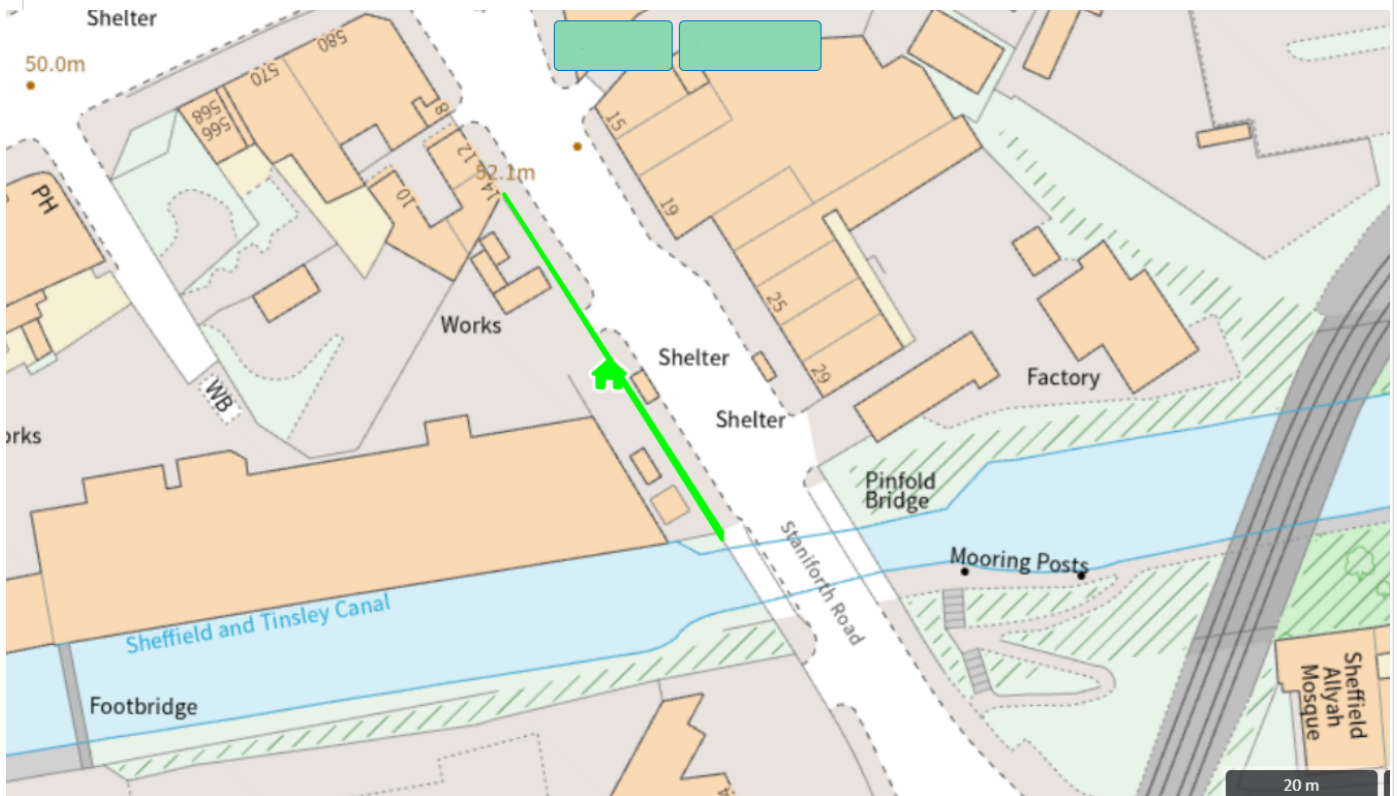 Shelter
50.0m
580
570
568
566
8
12
52.1m
14
10
15
19
PH
25
Works
Shelter
29
Factory
WB
Shelter
orks
Pinfold
Bridge
Staniforth Road
Mooring Posts
Sheffield and Tinsley Canal
Footbridge
Sheffield
Allyah
Mosque
20 m